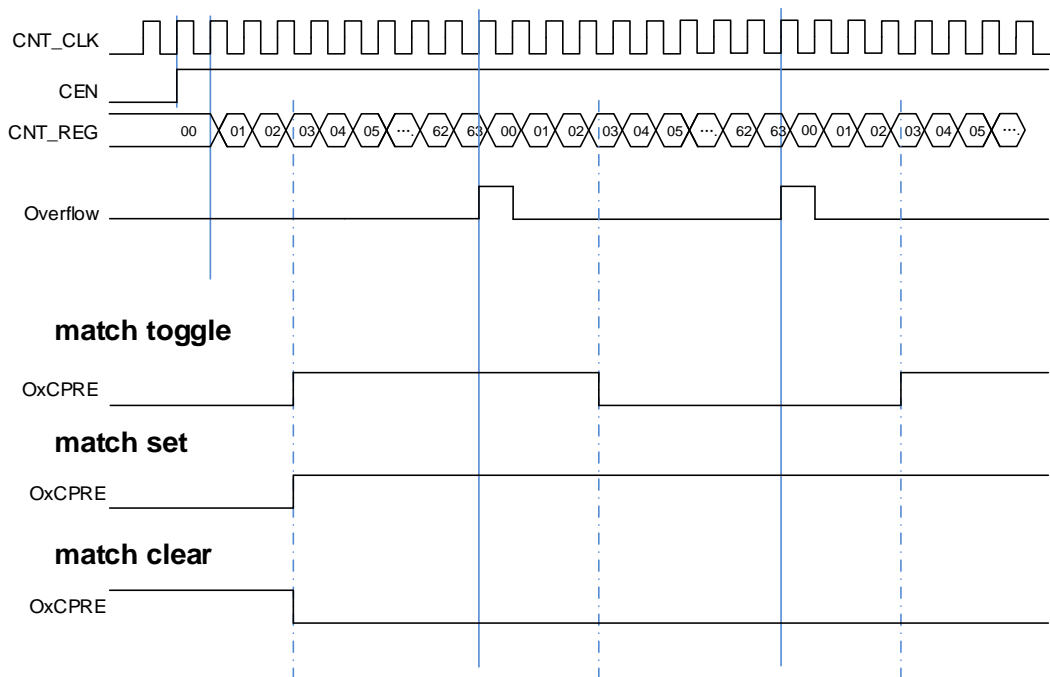 CNT_CLK
CEN
CNT_REG 00 01 02 03 04 05 ···. 62 63 00 01 02 03 04 05 ···. 62 63 00 01 02 03 04 05 ···.
Overflow
match toggle
OxCPRE
match set
OxCPRE
match clear
OxCPRE